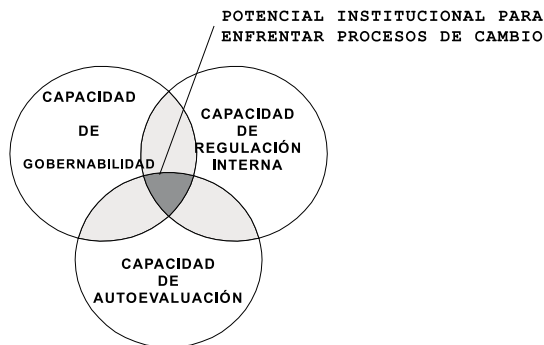 POTENCIAL INSTITUCIONAL PARA
ENFRENTAR PROCESOS DE CAMBIO
CAPACIDAD
DE
GOBERNABILIDAD
CAPACIDAD
DE
REGULACIÓN
INTERNA
CAPACIDAD
DE
AUTOEVALUACIÓN